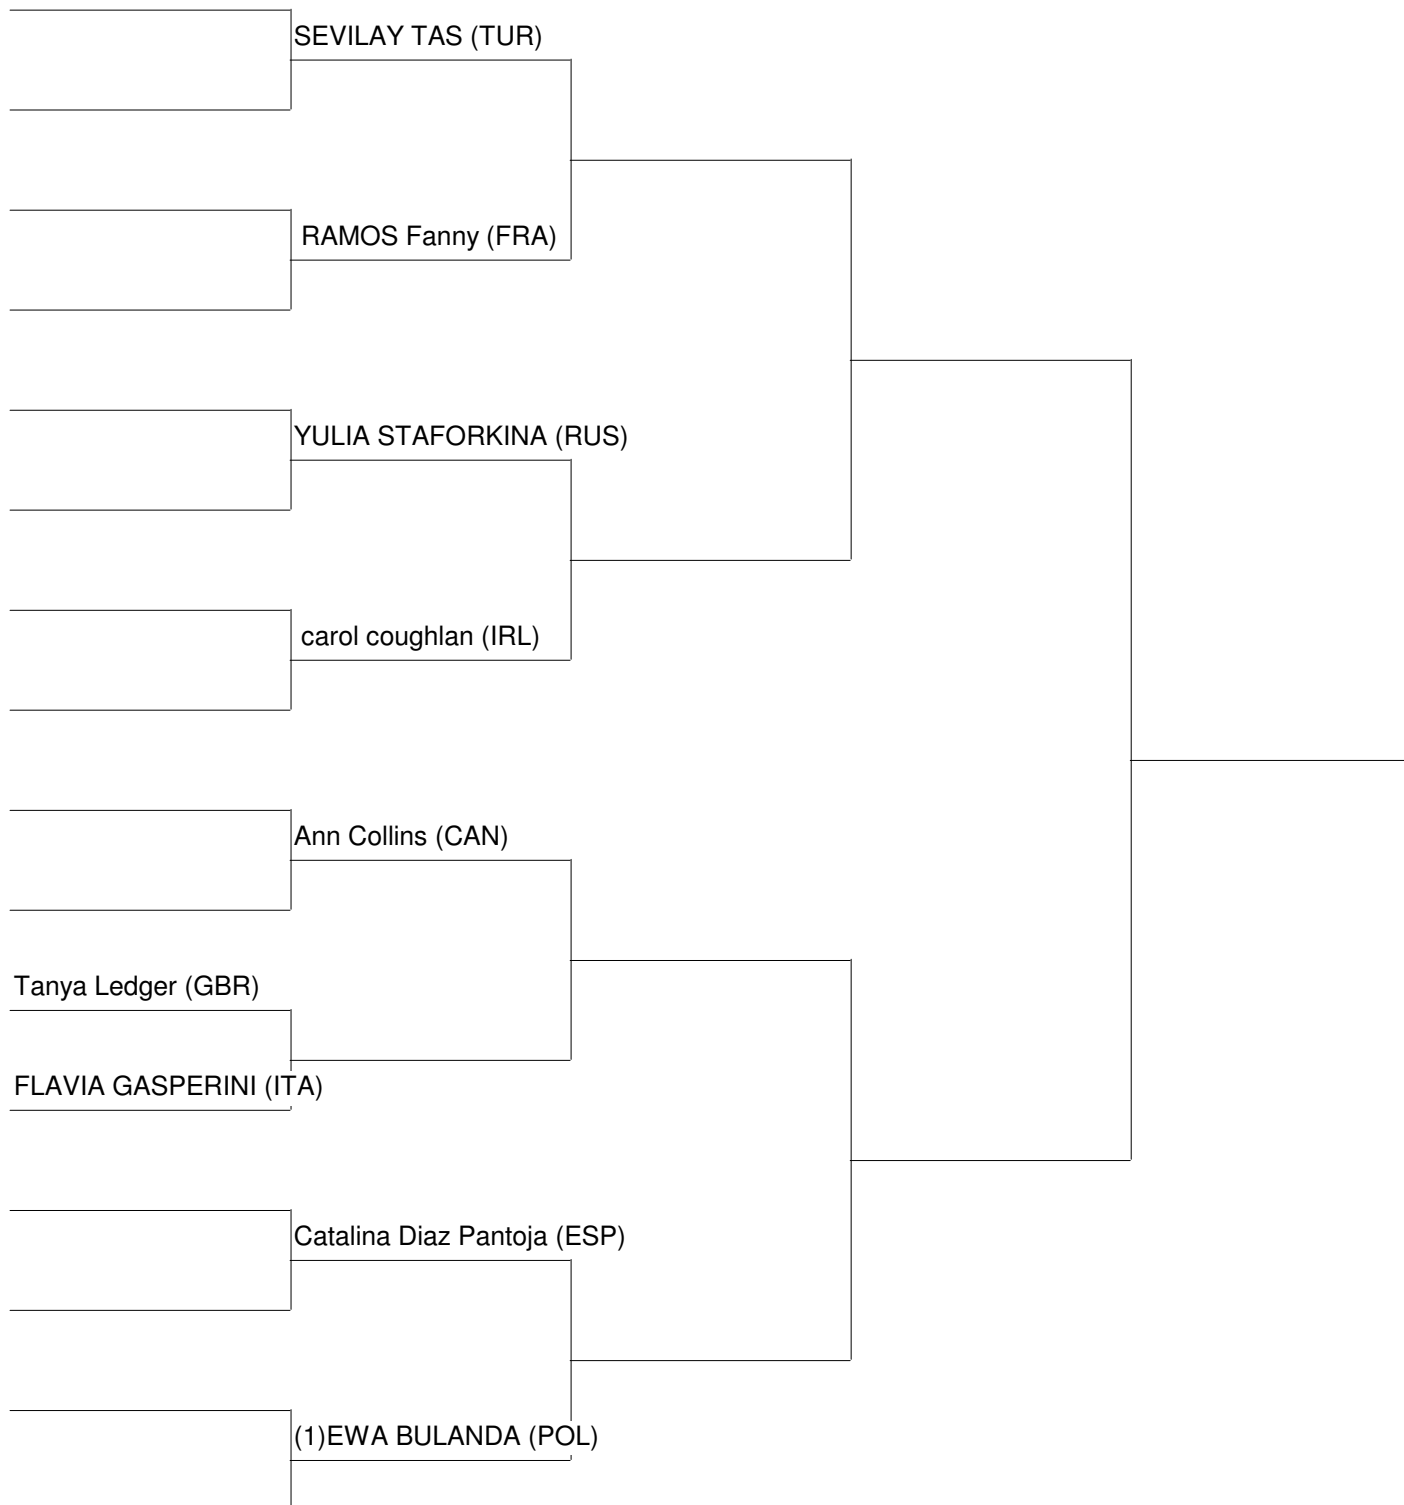 SEVILAY TAS (TUR)
RAMOS Fanny (FRA)
YULIA STAFORKINA (RUS)
carol coughlan (IRL)
Ann Collins (CAN)
Tanya Ledger (GBR)
FLAVIA GASPERINI (ITA)
Catalina Diaz Pantoja (ESP)
(1)EWA BULANDA (POL)